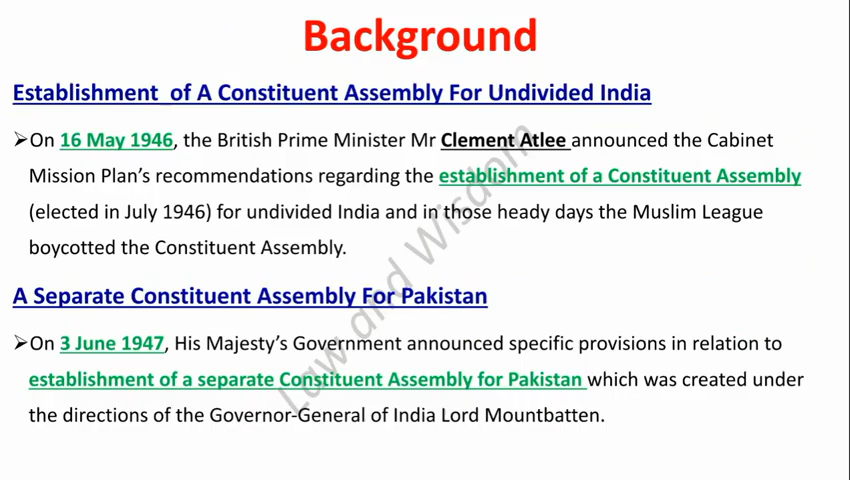 Background
Establishment of A Constituent Assembly For Undivided India
➢On 16 May 1946, the British Prime Minister Mr Clement Atlee announced the Cabinet
Mission Plan's recommendations regarding the establishment of a Constituent Assembly
(elected in July 1946) for undivided India and in those heady days the Muslim League
boycotted the Constituent Assembly.
A Separate Constituent Assembly For Pakistan
➢On 3 June 1947, His Majesty's Government announced specific provisions in relation to
establishment of a separate Constituent Assembly for Pakistan which was created under
the directions of the Governor-General of India Lord Mountbatten.
Law and Wisdom